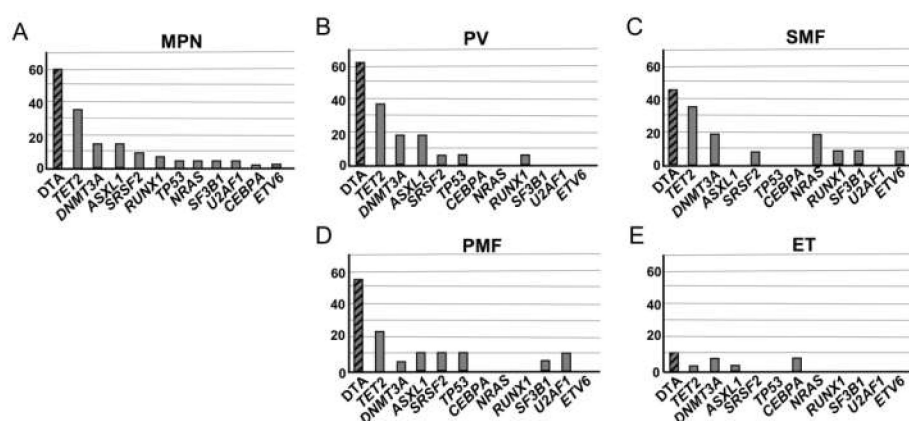 A
MPN
60
40
20
0
DTA
TET2
DNMT3A
ASXL1
SRSF2
RUNX1
TP53
NRAS
SF3B1
U2AF1
CEBPA
ETV6
B
PV
60
40
20
0
DTA
TET2
DNMT3A
ASXL1
SRSF2
TP53
CEBPA
NRAS
RUNX1
SF3B1
U2AF1
ETV6
C
SMF
60
40
20
0
DTA
TET2
DNMT3A
ASXL1
SRSF2
TP53
CEBPA
NRAS
RUNX1
SF3B1
U2AF1
ETV6
D
PMF
60
40
20
0
DTA
TET2
DNMT3A
ASXL1
SRSF2
TP53
CEBPA
NRAS
RUNX1
SF3B1
U2AF1
ETV6
E
ET
60
40
20
0
DTA
TET2
DNMT3A
ASXL1
SRSF2
TP53
CEBPA
NRAS
RUNX1
SF3B1
U2AF1
ETV6